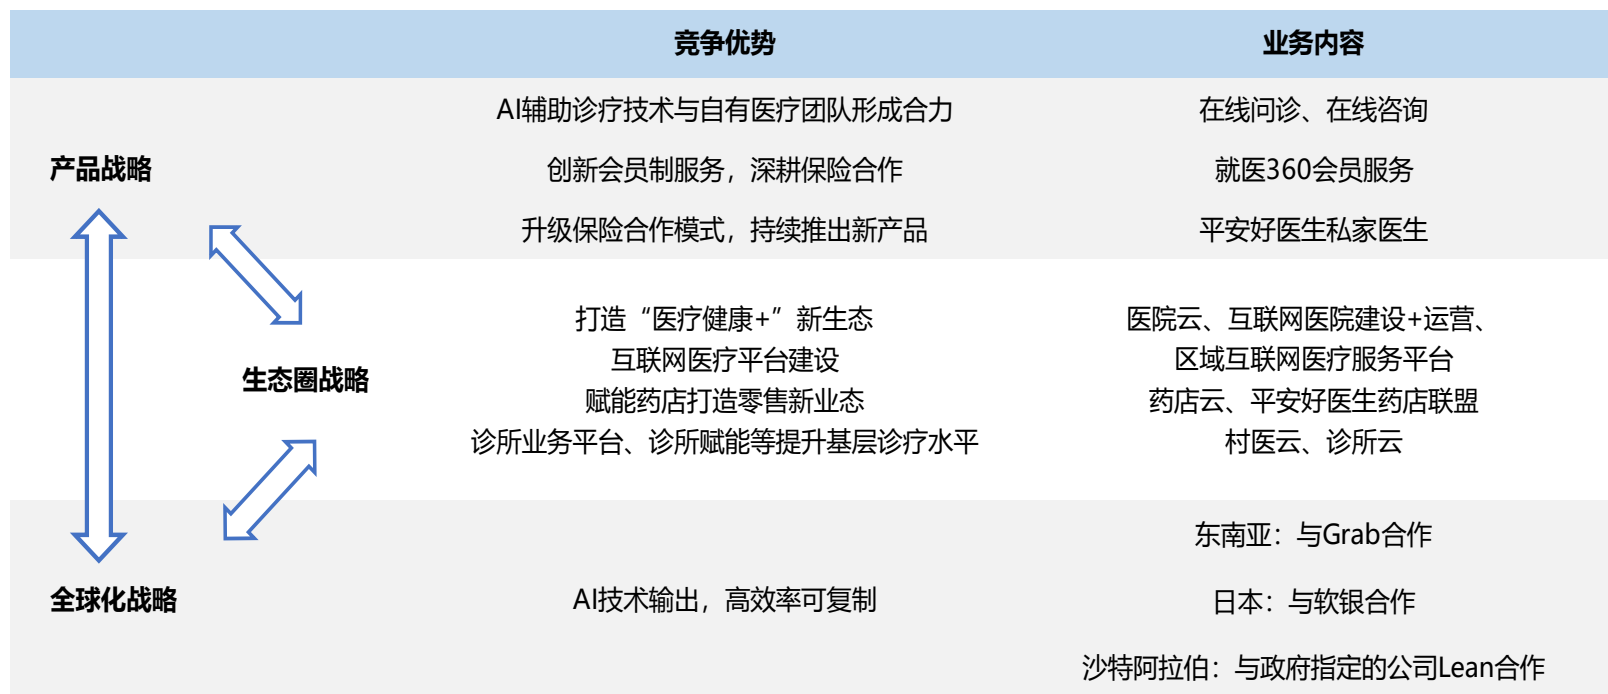 竞争优势
业务内容
产品战略
AI辅助诊疗技术与自有医疗团队形成合力
在线问诊、在线咨询
创新会员制服务，深耕保险合作
就医360会员服务
升级保险合作模式，持续推出新产品
平安好医生私家医生
生态圈战略
打造“医疗健康+”新生态
医院云、互联网医院建设+运营、
互联网医疗平台建设
区域互联网医疗服务平台
赋能药店打造零售新业态
药店云、平安好医生药店联盟
诊所业务平台、诊所赋能等提升基层诊疗水平
村医云、诊所云
全球化战略
AI技术输出，高效率可复制
东南亚：与Grab合作
日本：与软银合作
沙特阿拉伯：与政府指定的公司Lean合作